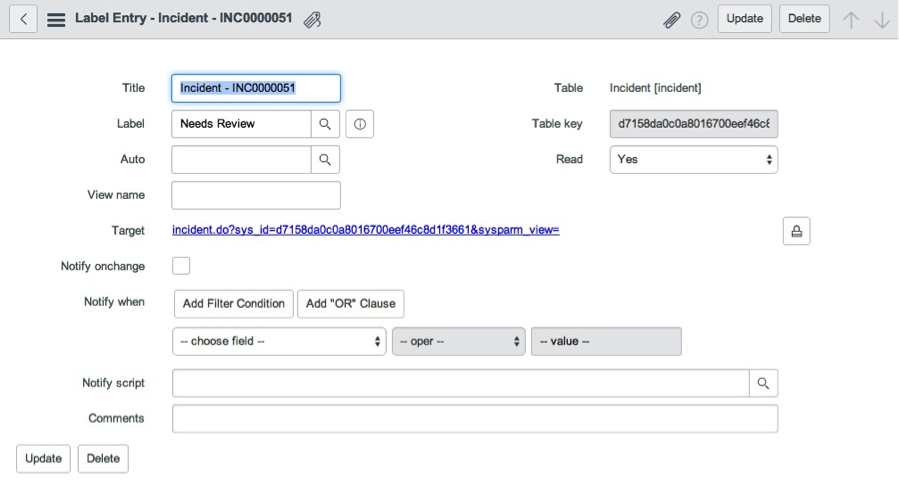 Label Entry - Incident - INC0000051
Update
Delete
Title
Incident - INC0000051
Table
Incident [incident]
Label
Needs Review
Table key
d7158da0c0a8016700eef46c8
Auto
Read
Yes
View name
Target
incident.do?sys_id=d7158da0c0a8016700eef46c8d1f3661&sysparm_view=
Notify onchange
Notify when
Add Filter Condition
Add "OR" Clause
-- choose field --
-- oper --
-- value --
Notify script
Comments
Update
Delete